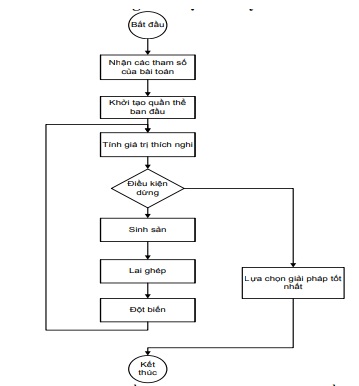 Bắt đầu
Nhận các tham số
của bài toán
Khởi tạo quần thể
ban đầu
Tính giá trị thích nghi
Điều kiện
dừng
Sinh sản
Lai ghép
Lựa chọn giải pháp tốt
nhất
Đột biến
Kết
thúc